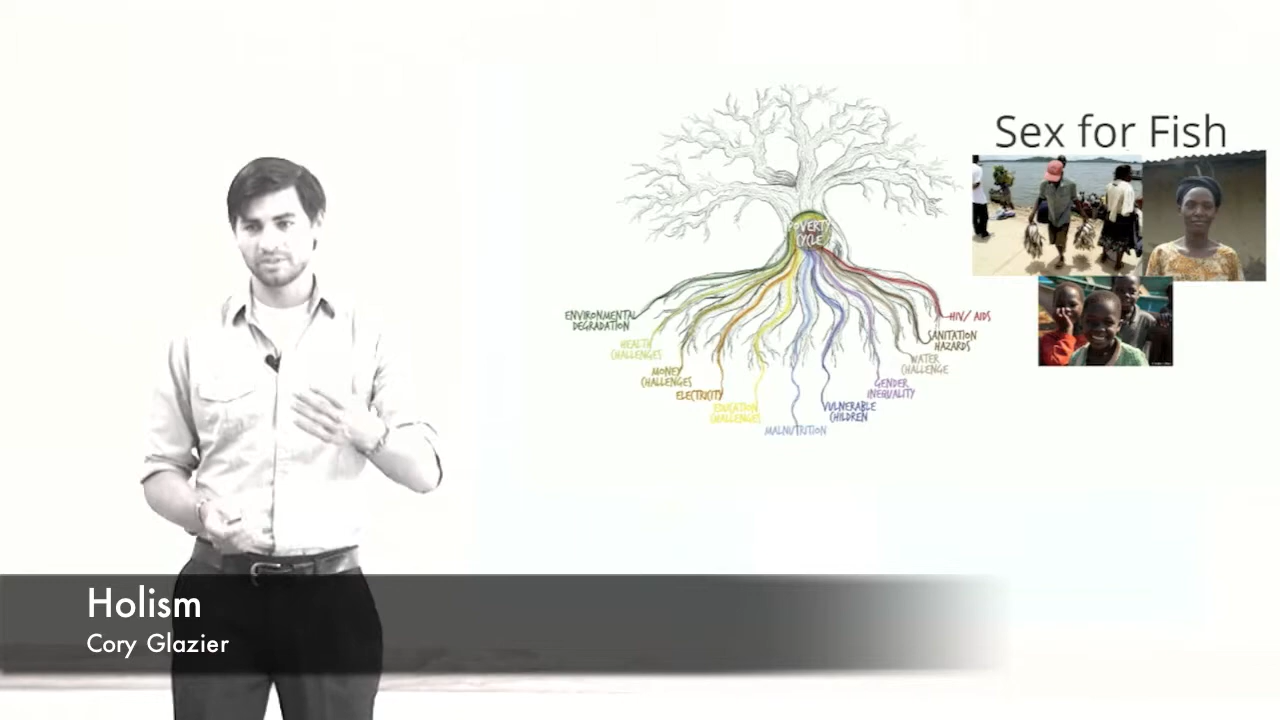 Sex for Fish
POVERTY
CYCLE
ENVIRONMENTAL
DEGRADATION
HIV/ AIDS
SANITATION
HAZARDS
HEALTH
CHALLENGES
WATER
CHALLENGE
MONEY
CHALLENGES
GENDER
INEQUALITY
ELECTRICITY
EDUCATION
CHALLENGES
VULNERABLE
CHILDREN
MALNUTRITION
Holism
Cory Glazier